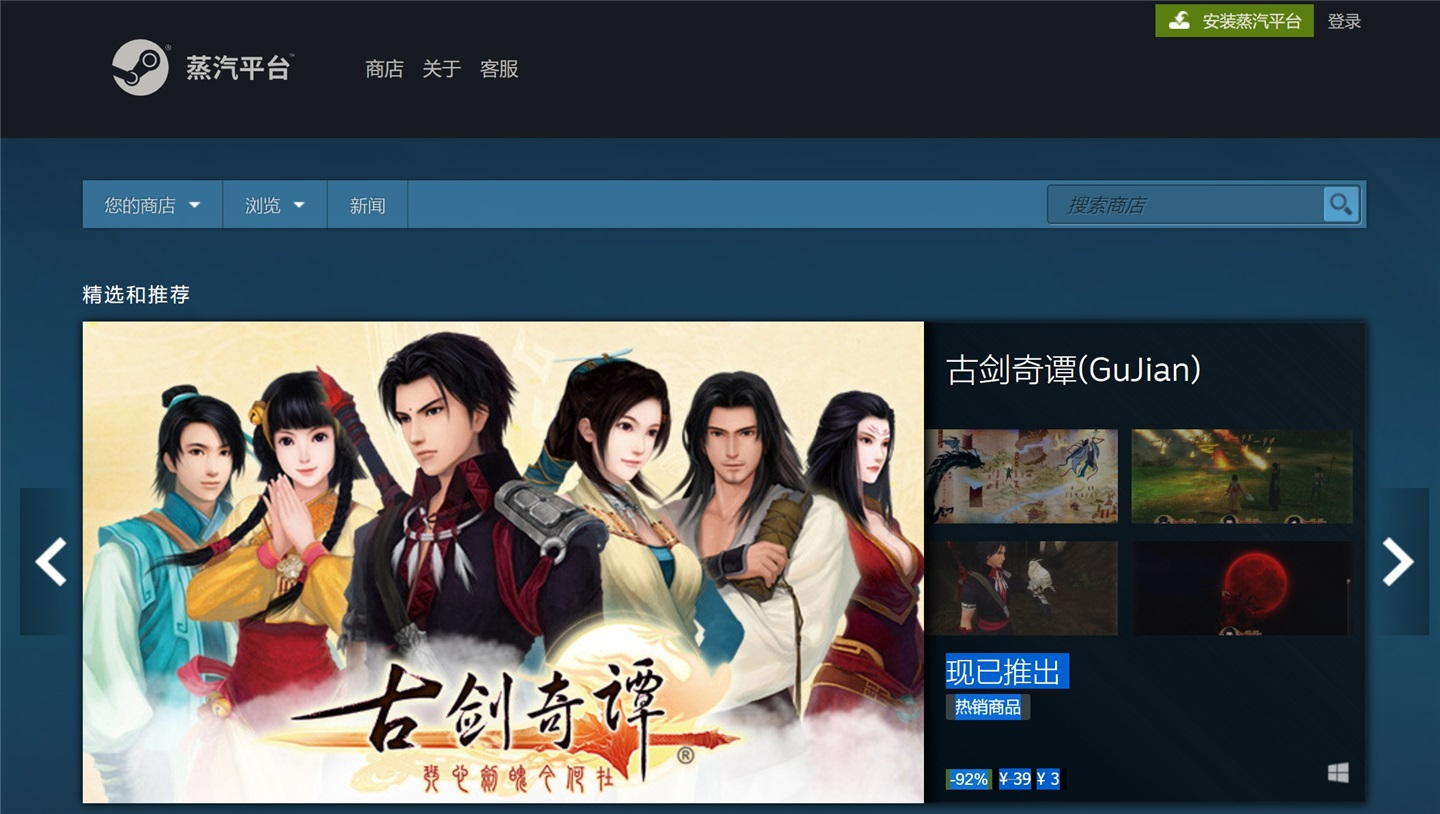 安装蒸汽平台 登录
蒸汽平台™ 商店 关于 客服
您的商店 浏览 新闻 搜索商店
精选和推荐
古剑奇谭(GuJian)
古剑奇谭®
现已推出
热销商品
-92% ¥ 39 ¥ 3